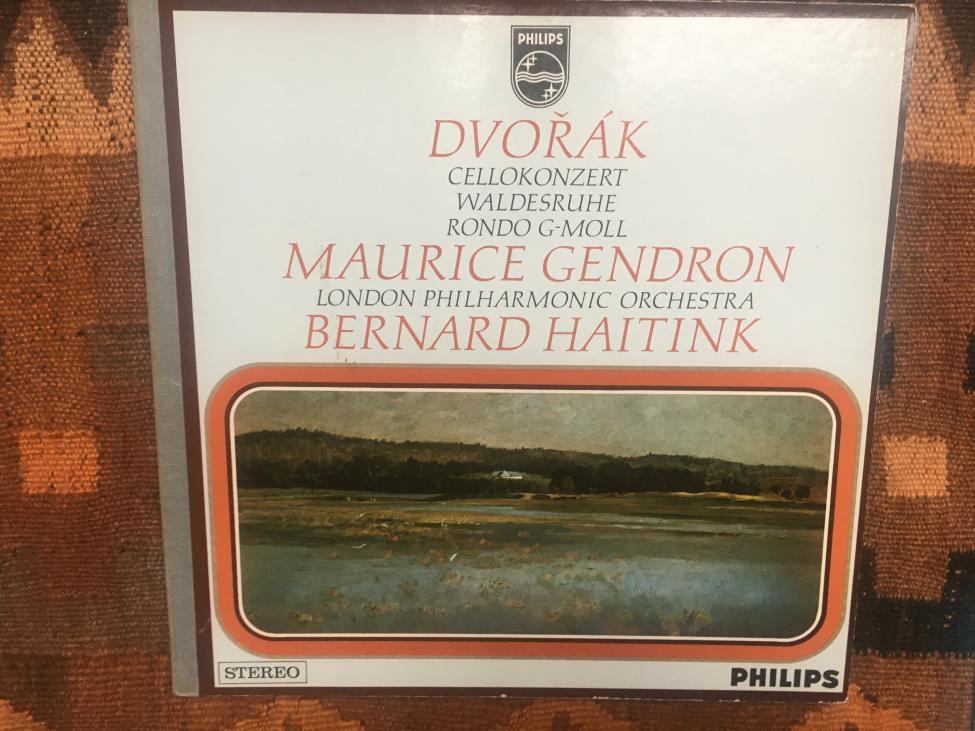 PHILIPS
DVOŘÁK
CELLOKONZERT
WALDESRUHE
RONDO G-MOLL
MAURICE GENDRON
LONDON PHILHARMONIC ORCHESTRA
BERNARD HAITINK
STEREO
PHILIPS